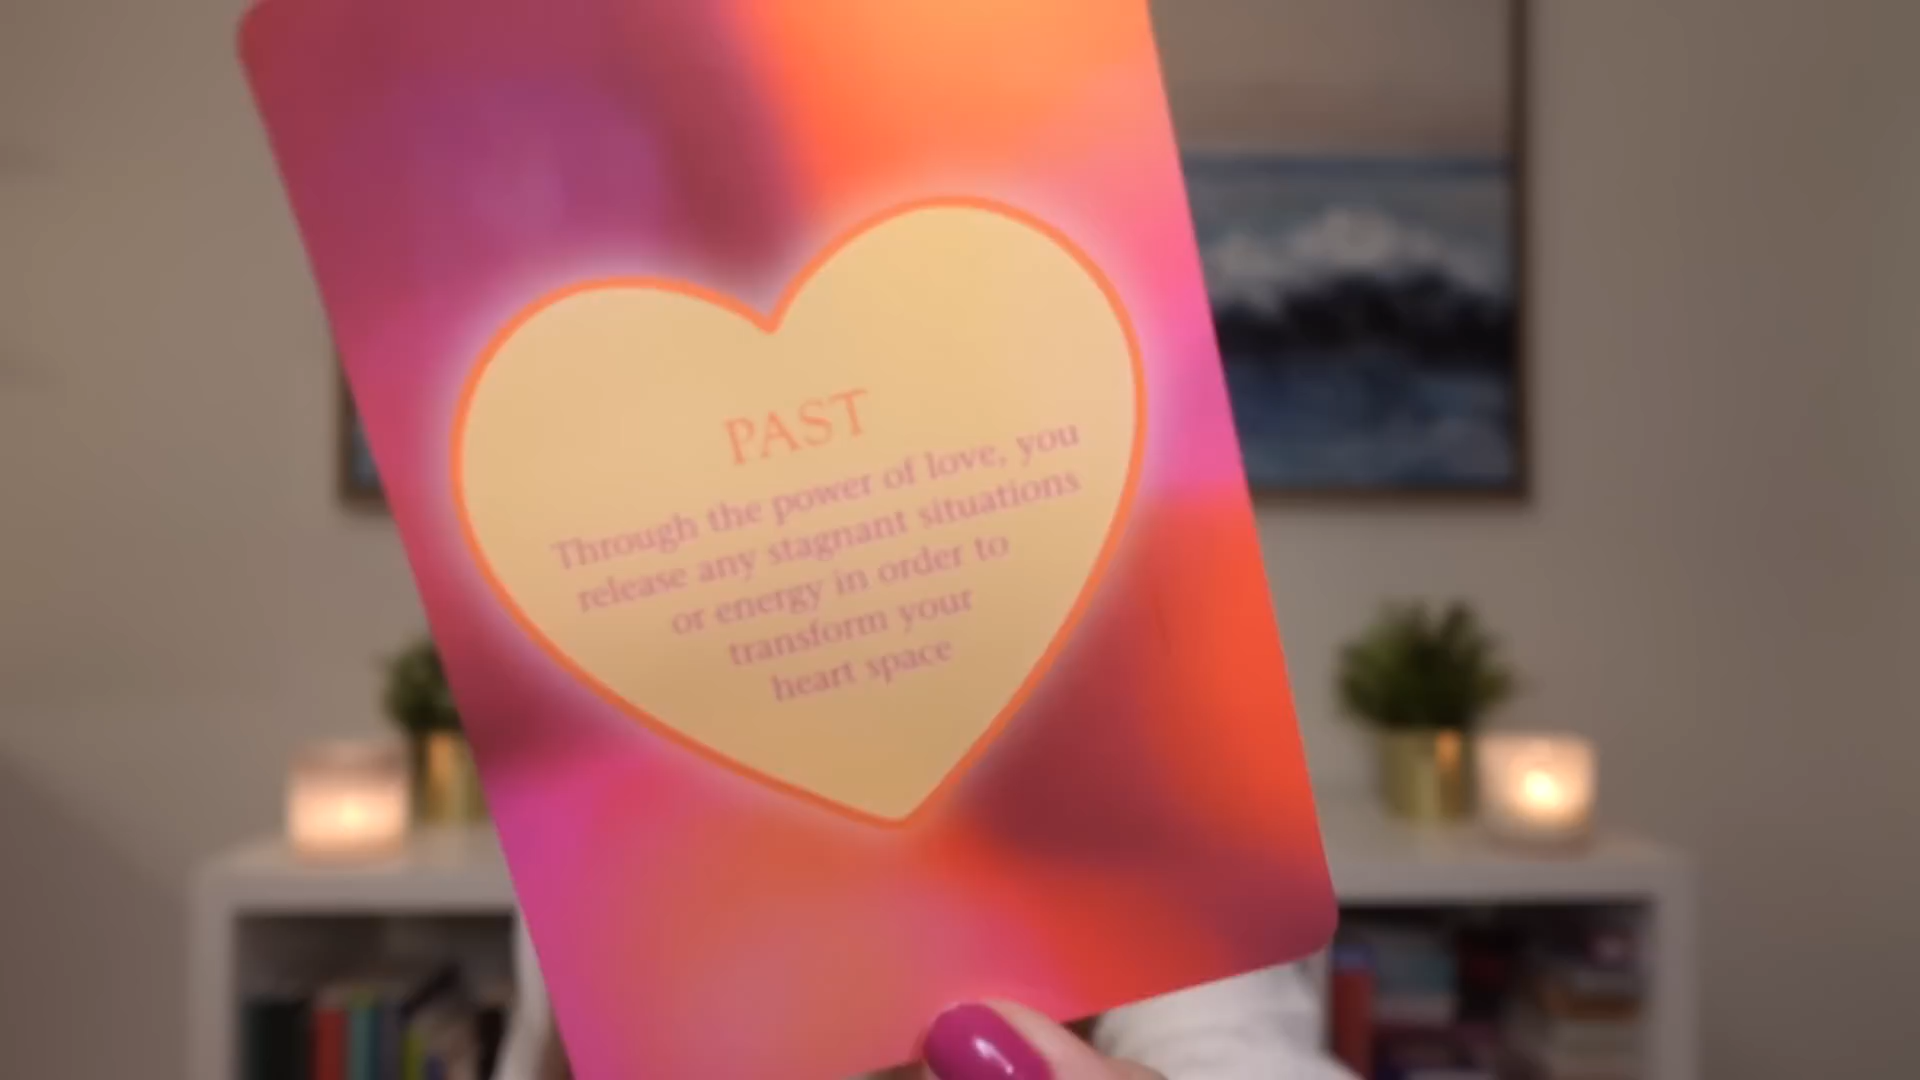 PAST
Through the power of love, you
release any stagnant situations
or energy in order to
transform your
heart space